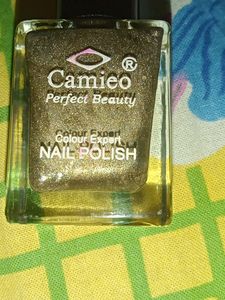 Camieo®
Perfect Beauty
Colour Expert
NAIL POLISH